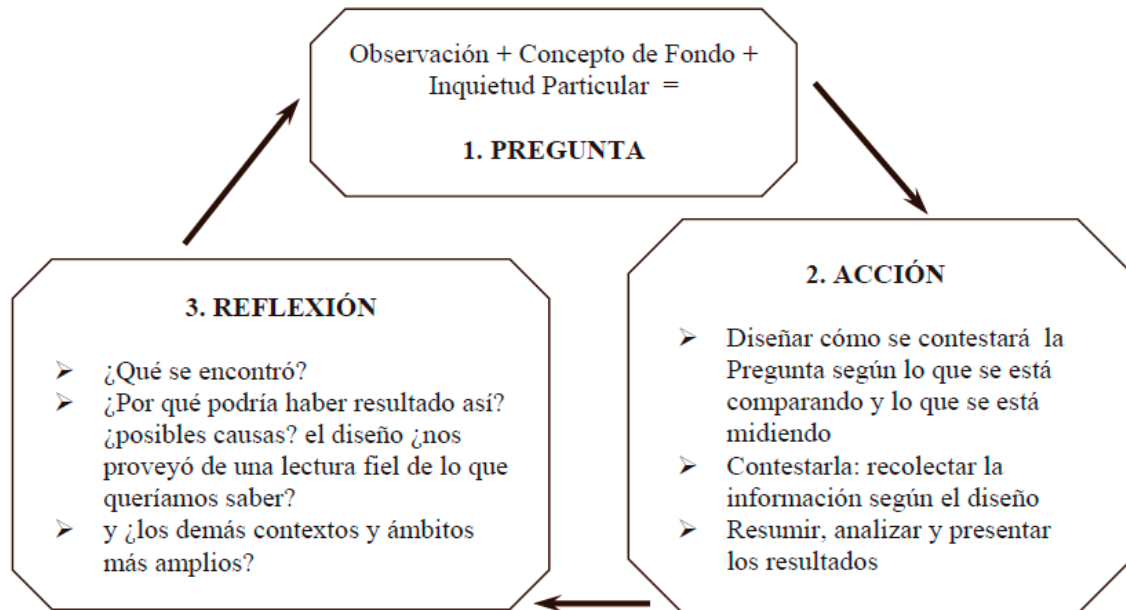 Observación + Concepto de Fondo +
Inquietud Particular =
1. PREGUNTA
2. ACCIÓN
➢ Diseñar cómo se contestará la
Pregunta según lo que se está
comparando y lo que se está
midiendo
➢ Contestarla: recolectar la
información según el diseño
➢ Resumir, analizar y presentar
los resultados
3. REFLEXIÓN
➢ ¿Qué se encontró?
➢ ¿Por qué podría haber resultado así?
¿posibles causas? el diseño ¿nos
proveyó de una lectura fiel de lo que
queríamos saber?
➢ y ¿los demás contextos y ámbitos
más amplios?